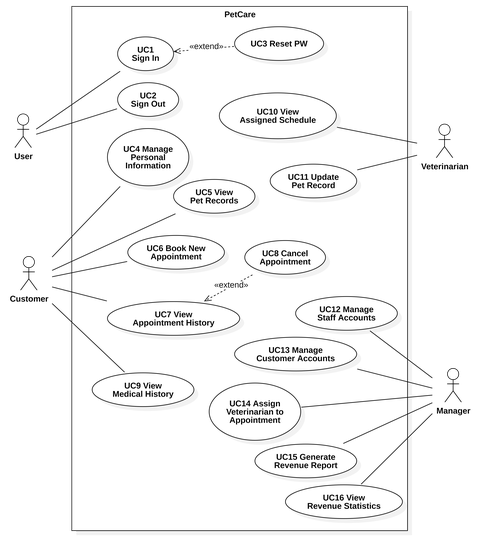 PetCare
UC1
Sign In
«extend»
UC3 Reset PW
UC2
Sign Out
User
UC10 View
Assigned Schedule
Veterinarian
UC4 Manage
Personal
Information
UC11 Update
Pet Record
UC5 View
Pet Records
UC6 Book New
Appointment
UC8 Cancel
Appointment
Customer
«extend»
UC7 View
Appointment History
UC12 Manage
Staff Accounts
UC13 Manage
Customer Accounts
UC9 View
Medical History
UC14 Assign
Veterinarian to
Appointment
Manager
UC15 Generate
Revenue Report
UC16 View
Revenue Statistics